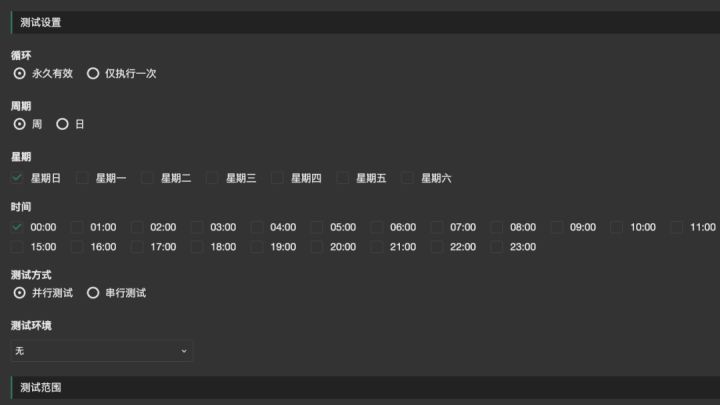 测试设置
循环
永久有效 仅执行一次
周期
周 日
星期
星期日 星期一 星期二 星期三 星期四 星期五 星期六
时间
00:00 01:00 02:00 03:00 04:00 05:00 06:00 07:00 08:00 09:00 10:00 11:00
15:00 16:00 17:00 18:00 19:00 20:00 21:00 22:00 23:00
测试方式
并行测试 串行测试
测试环境
无
测试范围